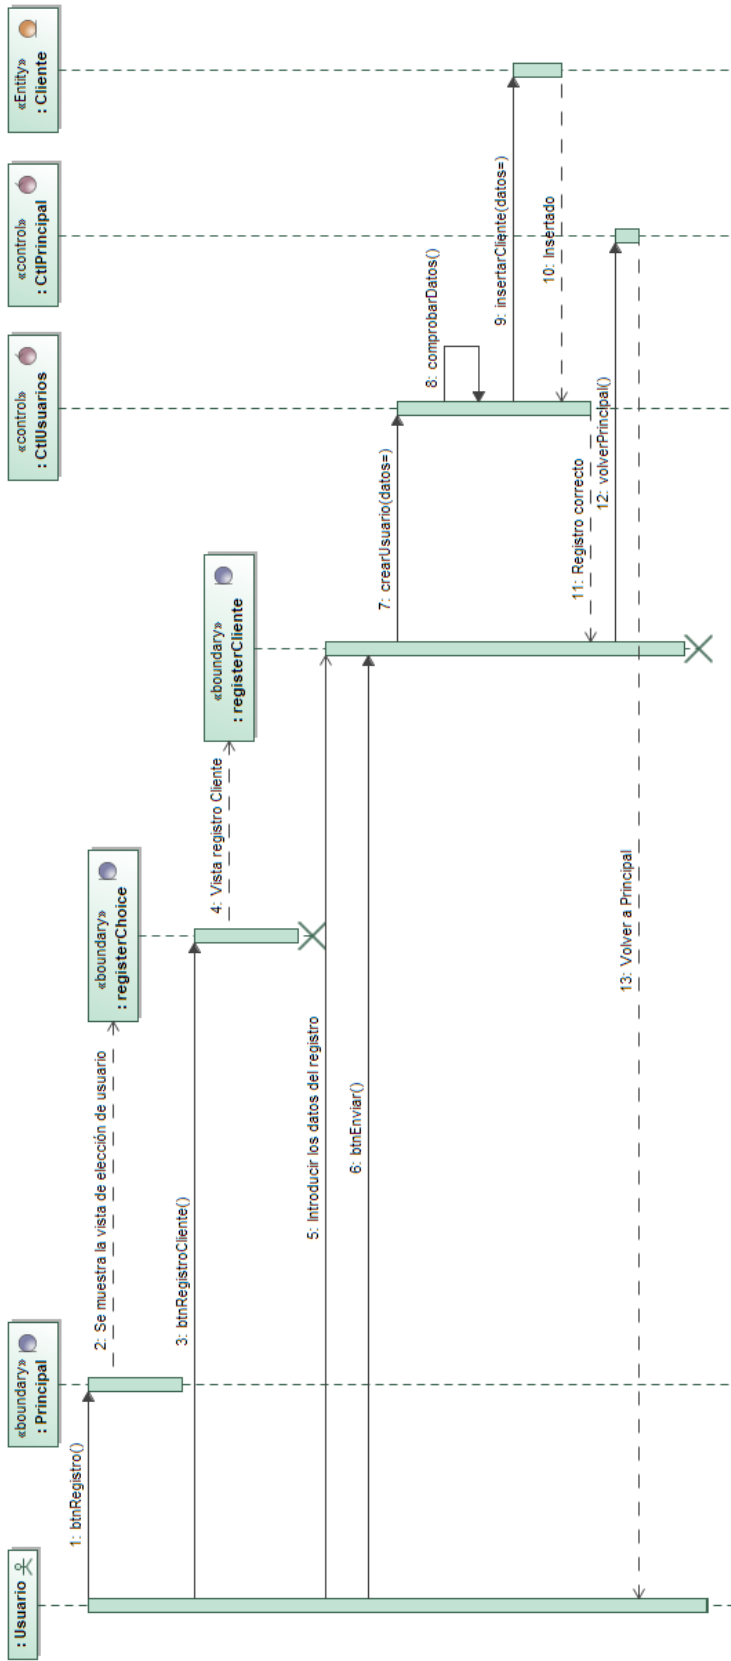 : Usuario
«boundary»
: Principal
«boundary»
: registerChoice
«boundary»
: registerCliente
«control»
: CtlUsuarios
«control»
: CtlPrincipal
«Entity»
: Cliente
1: btnRegistro()
2: Se muestra la vista de elección de usuario
3: btnRegistroCliente()
4: Vista registro Cliente
5: Introducir los datos del registro
6: btnEnviar()
7: crearUsuario(datos=)
8: comprobarDatos()
9: insertarCliente(datos=)
10: Insertado
11: Registro correcto
12: volverPrincipal()
13: Volver a Principal